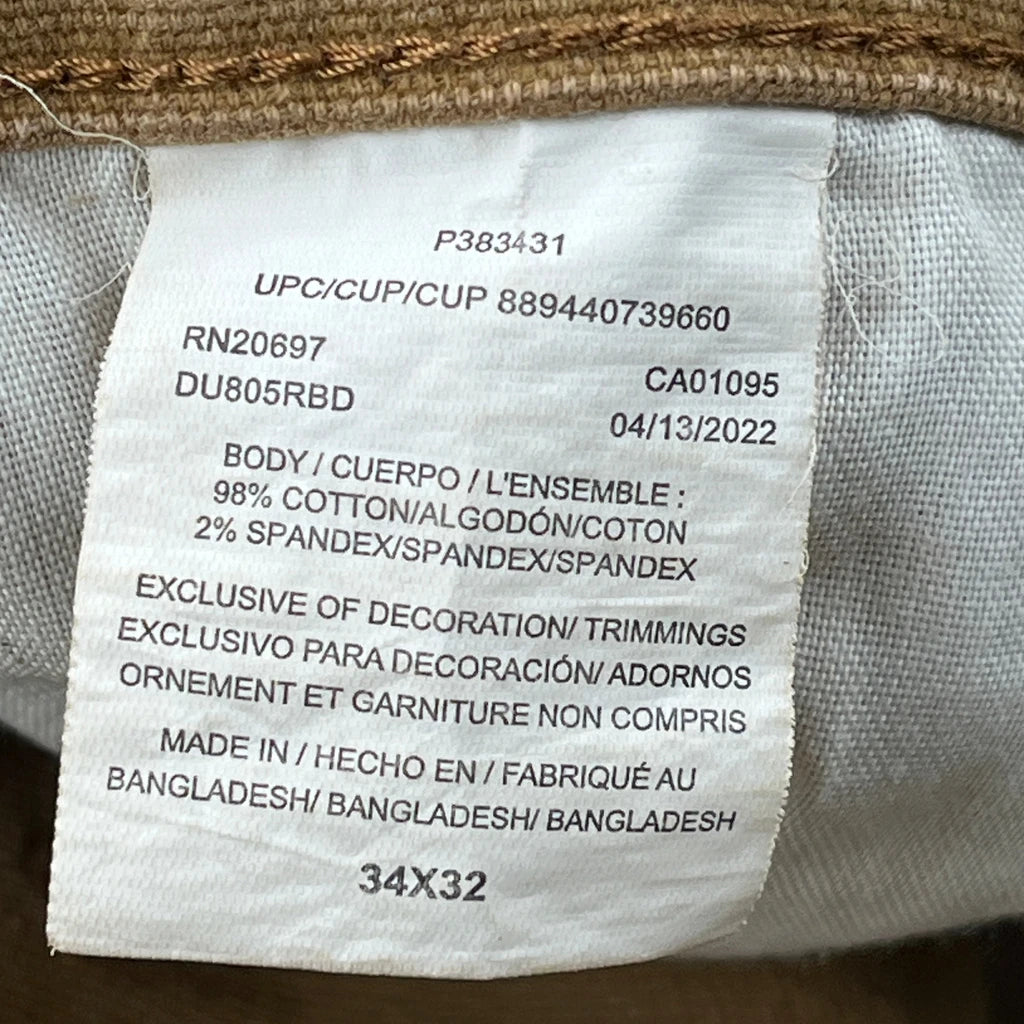 P383431
UPC/CUP/CUP 889440739660
RN20697
CA01095
DU805RBD
04/13/2022
BODY / CUERPO / L'ENSEMBLE :
98% COTTON/ALGODÓN/COTON
2% SPANDEX/SPANDEX/SPANDEX
EXCLUSIVE OF DECORATION/ TRIMMINGS
EXCLUSIVO PARA DECORACIÓN/ ADORNOS
ORNEMENT ET GARNITURE NON COMPRIS
MADE IN / HECHO EN / FABRIQUÉ AU
BANGLADESH/ BANGLADESH/ BANGLADESH
34X32